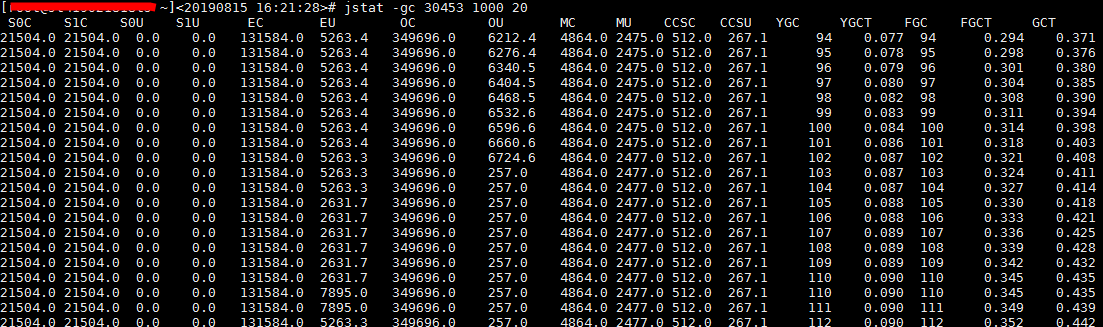 [ ~]<20190815 16:21:28># jstat -gc 30453 1000 20
S0C S1C S0U S1U EC EU OC OU MC MU CCSC CCSU YGC YGCT FGC FGCT GCT
21504.0 21504.0 0.0 0.0 131584.0 5263.4 349696.0 6212.4 4864.0 2475.0 512.0 267.1 94 0.077 94 0.294 0.371
21504.0 21504.0 0.0 0.0 131584.0 5263.4 349696.0 6276.4 4864.0 2475.0 512.0 267.1 95 0.078 95 0.298 0.376
21504.0 21504.0 0.0 0.0 131584.0 5263.4 349696.0 6340.5 4864.0 2475.0 512.0 267.1 96 0.079 96 0.301 0.380
21504.0 21504.0 0.0 0.0 131584.0 5263.4 349696.0 6404.5 4864.0 2475.0 512.0 267.1 97 0.080 97 0.304 0.385
21504.0 21504.0 0.0 0.0 131584.0 5263.4 349696.0 6468.5 4864.0 2475.0 512.0 267.1 98 0.082 98 0.308 0.390
21504.0 21504.0 0.0 0.0 131584.0 5263.4 349696.0 6532.6 4864.0 2475.0 512.0 267.1 99 0.083 99 0.311 0.394
21504.0 21504.0 0.0 0.0 131584.0 5263.4 349696.0 6596.6 4864.0 2475.0 512.0 267.1 100 0.084 100 0.314 0.398
21504.0 21504.0 0.0 0.0 131584.0 5263.4 349696.0 6660.6 4864.0 2475.0 512.0 267.1 101 0.086 101 0.318 0.403
21504.0 21504.0 0.0 0.0 131584.0 5263.3 349696.0 6724.6 4864.0 2477.0 512.0 267.1 102 0.087 102 0.321 0.408
21504.0 21504.0 0.0 0.0 131584.0 5263.3 349696.0 257.0 4864.0 2477.0 512.0 267.1 103 0.087 103 0.324 0.411
21504.0 21504.0 0.0 0.0 131584.0 5263.3 349696.0 257.0 4864.0 2477.0 512.0 267.1 104 0.087 104 0.327 0.414
21504.0 21504.0 0.0 0.0 131584.0 2631.7 349696.0 257.0 4864.0 2477.0 512.0 267.1 105 0.088 105 0.330 0.418
21504.0 21504.0 0.0 0.0 131584.0 2631.7 349696.0 257.0 4864.0 2477.0 512.0 267.1 106 0.088 106 0.333 0.421
21504.0 21504.0 0.0 0.0 131584.0 2631.7 349696.0 257.0 4864.0 2477.0 512.0 267.1 107 0.089 107 0.336 0.425
21504.0 21504.0 0.0 0.0 131584.0 2631.7 349696.0 257.0 4864.0 2477.0 512.0 267.1 108 0.089 108 0.339 0.428
21504.0 21504.0 0.0 0.0 131584.0 2631.7 349696.0 257.0 4864.0 2477.0 512.0 267.1 109 0.089 109 0.342 0.432
21504.0 21504.0 0.0 0.0 131584.0 2631.7 349696.0 257.0 4864.0 2477.0 512.0 267.1 110 0.090 110 0.345 0.435
21504.0 21504.0 0.0 0.0 131584.0 7895.0 349696.0 257.0 4864.0 2477.0 512.0 267.1 110 0.090 110 0.345 0.435
21504.0 21504.0 0.0 0.0 131584.0 7895.0 349696.0 257.0 4864.0 2477.0 512.0 267.1 111 0.090 111 0.349 0.439
21504.0 21504.0 0.0 0.0 131584.0 5263.3 349696.0 257.0 4864.0 2477.0 512.0 267.1 112 0.090 112 0.352 0.442